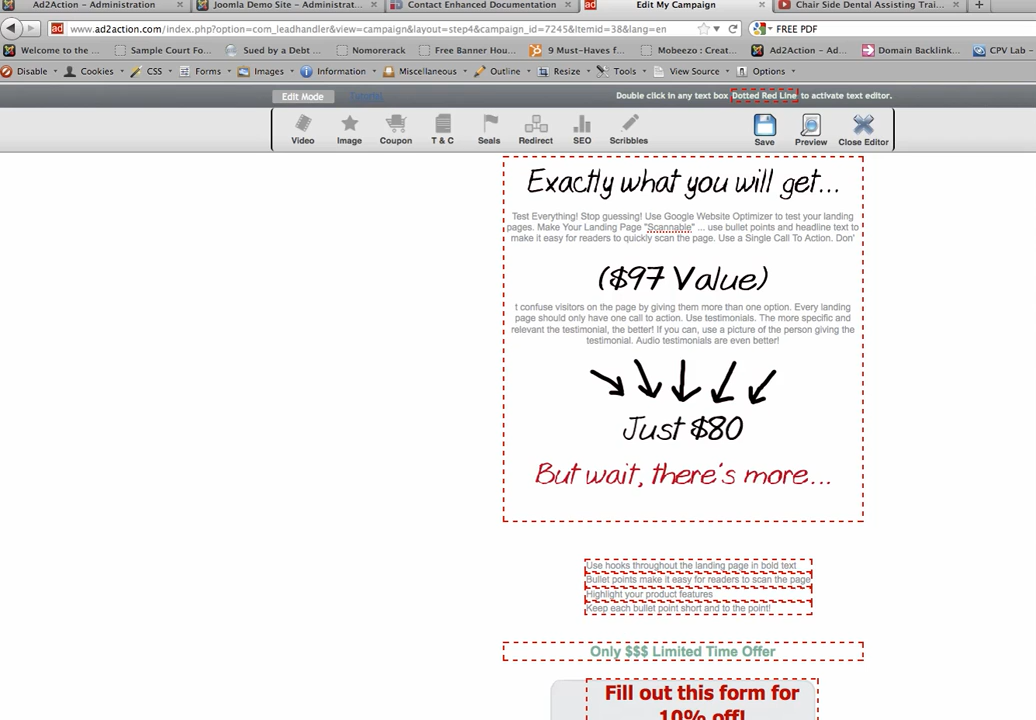 Ad2Action - Administration
Joomla Demo Site - Administrat...
Contact Enhanced Documentation
Edit My Campaign
Chair Side Dental Assisting Trai...
www.ad2action.com/index.php?option=com_leadhandler&view=campaign&layout=step4&campaign_id=7245&Itemid=38&lang=en
FREE PDF
Welcome to the ...
Sample Court Fo...
Sued by a Debt ...
Nomorerack
Free Banner Hou...
9 Must-Haves f...
Mobeezo : Creat...
Ad2Action - Ad...
Domain Backlink...
CPV Lab - 
Disable
Cookies
CSS
Forms
Images
Information
Miscellaneous
Outline
Resize
Tools
View Source
Options
Edit Mode
Double click in any text box Dotted Red Line to activate text editor.
Video
Image
Coupon
T & C
Seals
Redirect
SEO
Scribbles
Save
Preview
Close Editor
Exactly what you will get...
Test Everything! Stop guessing! Use Google Website Optimizer to test your landing
pages. Make Your Landing Page "Scannable" ... use bullet points and headline text to
make it easy for readers to quickly scan the page. Use a Single Call To Action. Don'
($97 Value)
t confuse visitors on the page by giving them more than one option. Every landing
page should only have one call to action. Use testimonials. The more specific and
relevant the testimonial, the better! If you can, use a picture of the person giving the
testimonial. Audio testimonials are even better!
Just $80
But wait, there's more...
Use hooks throughout the landing page in bold text
Bullet points make it easy for readers to scan the page
Highlight your product features
Keep each bullet point short and to the point!
Only $$$ Limited Time Offer
Fill out this form for
10% off!